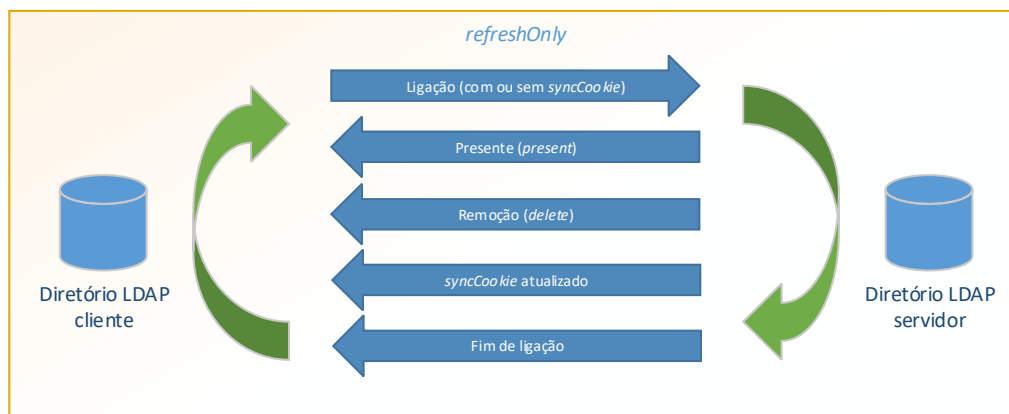 refreshOnly
Ligação (com ou sem syncCookie)
Presente (present)
Remoção (delete)
syncCookie atualizado
Fim de ligação
Diretório LDAP
cliente
Diretório LDAP
servidor